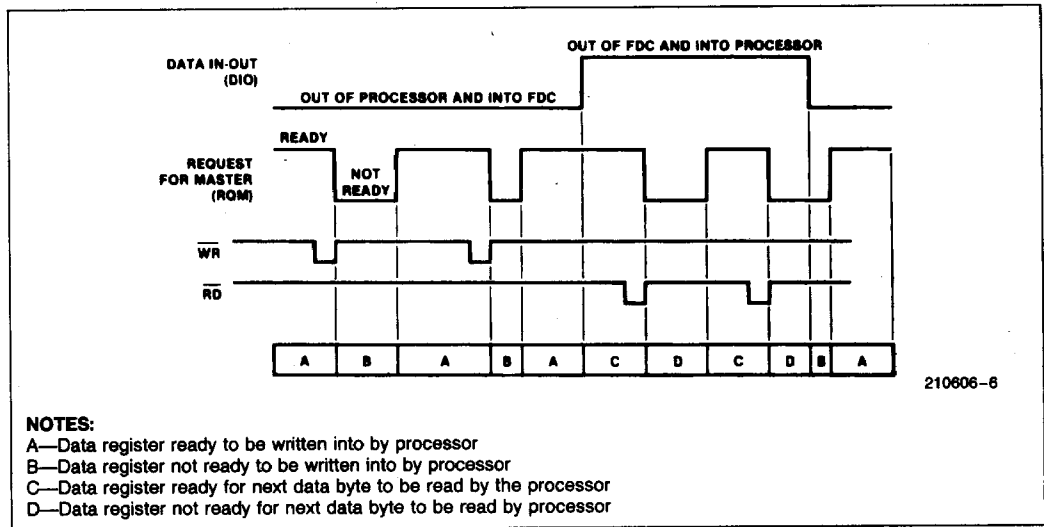 OUT OF FDC AND INTO PROCESSOR
DATA IN-OUT
(DIO)
OUT OF PROCESSOR AND INTO FDC
READY
REQUEST
FOR MASTER
(RQM)
NOT
READY
WR
RD
A B A B A C D C D B A
210606–6
NOTES:
A—Data register ready to be written into by processor
B—Data register not ready to be written into by processor
C—Data register ready for next data byte to be read by the processor
D—Data register not ready for next data byte to be read by processor